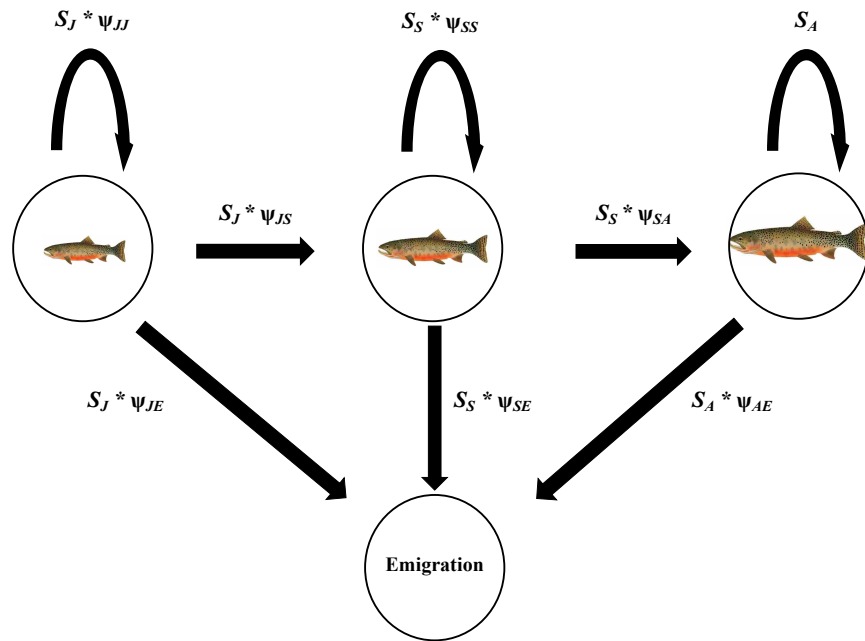 S_J * ψ_JJ
S_S * ψ_SS
S_A
S_J * ψ_JS
S_S * ψ_SA
S_J * ψ_JE
S_S * ψ_SE
S_A * ψ_AE
Emigration